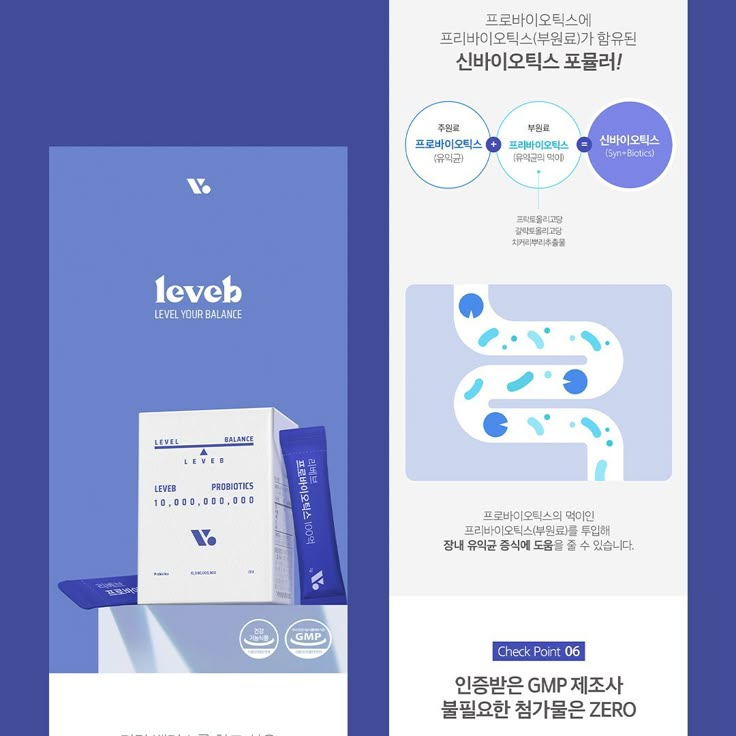 leveb
LEVEL YOUR BALANCE
LEVEL BALANCE
LEVEB
LEVEB PROBIOTICS
10,000,000,000
리베브
프로바이오틱스 100억
리베브
건강
기능식품
GMP
프로바이오틱스에
프리바이오틱스(부원료)가 함유된
신바이오틱스 포뮬러!
주원료
프로바이오틱스
(유익균)
+
부원료
프리바이오틱스
(유익균의 먹이)
=
신바이오틱스
(Syn+Biotics)
프락토올리고당
갈락토올리고당
치커리뿌리추출물
프로바이오틱스의 먹이인
프리바이오틱스(부원료)를 투입해
장내 유익균 증식에 도움을 줄 수 있습니다.
Check Point 06
인증받은 GMP 제조사
불필요한 첨가물은 ZERO